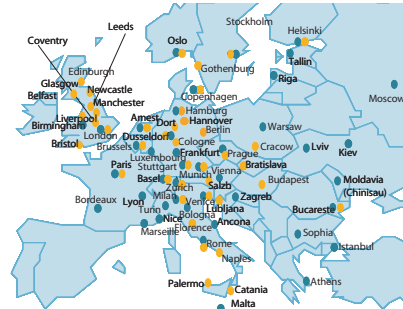 Stockholm
Leeds
Helsinki
Coventry
Oslo
Tallin
Gothenburg
Edinburgh
Riga
Glasgow
Newcastle
Moscow
Belfast
Copenhagen
Manchester
Hamburg
Liverpool
Amest
Dort.
Hannover
Birmingham
Berlin
Warsaw
London
Dusseldorf
Bristol
Brussels
Cologne
Cracow
Lviv
Kiev
Frankfurt
Prague
Luxembourg
Paris
Stuttgart
Munich
Vienna
Bratislava
Basel
Zurich
Salzb
Budapest
Moldavia
(Chinisau)
Milan
Bordeaux
Lyon
Venice
Lubljana
Zagreb
Bucareste
Turin
Bologna
Nice
Ancona
Marseille
Florence
Sophia
Rome
Istanbul
Naples
Palermo
Catania
Athens
Malta